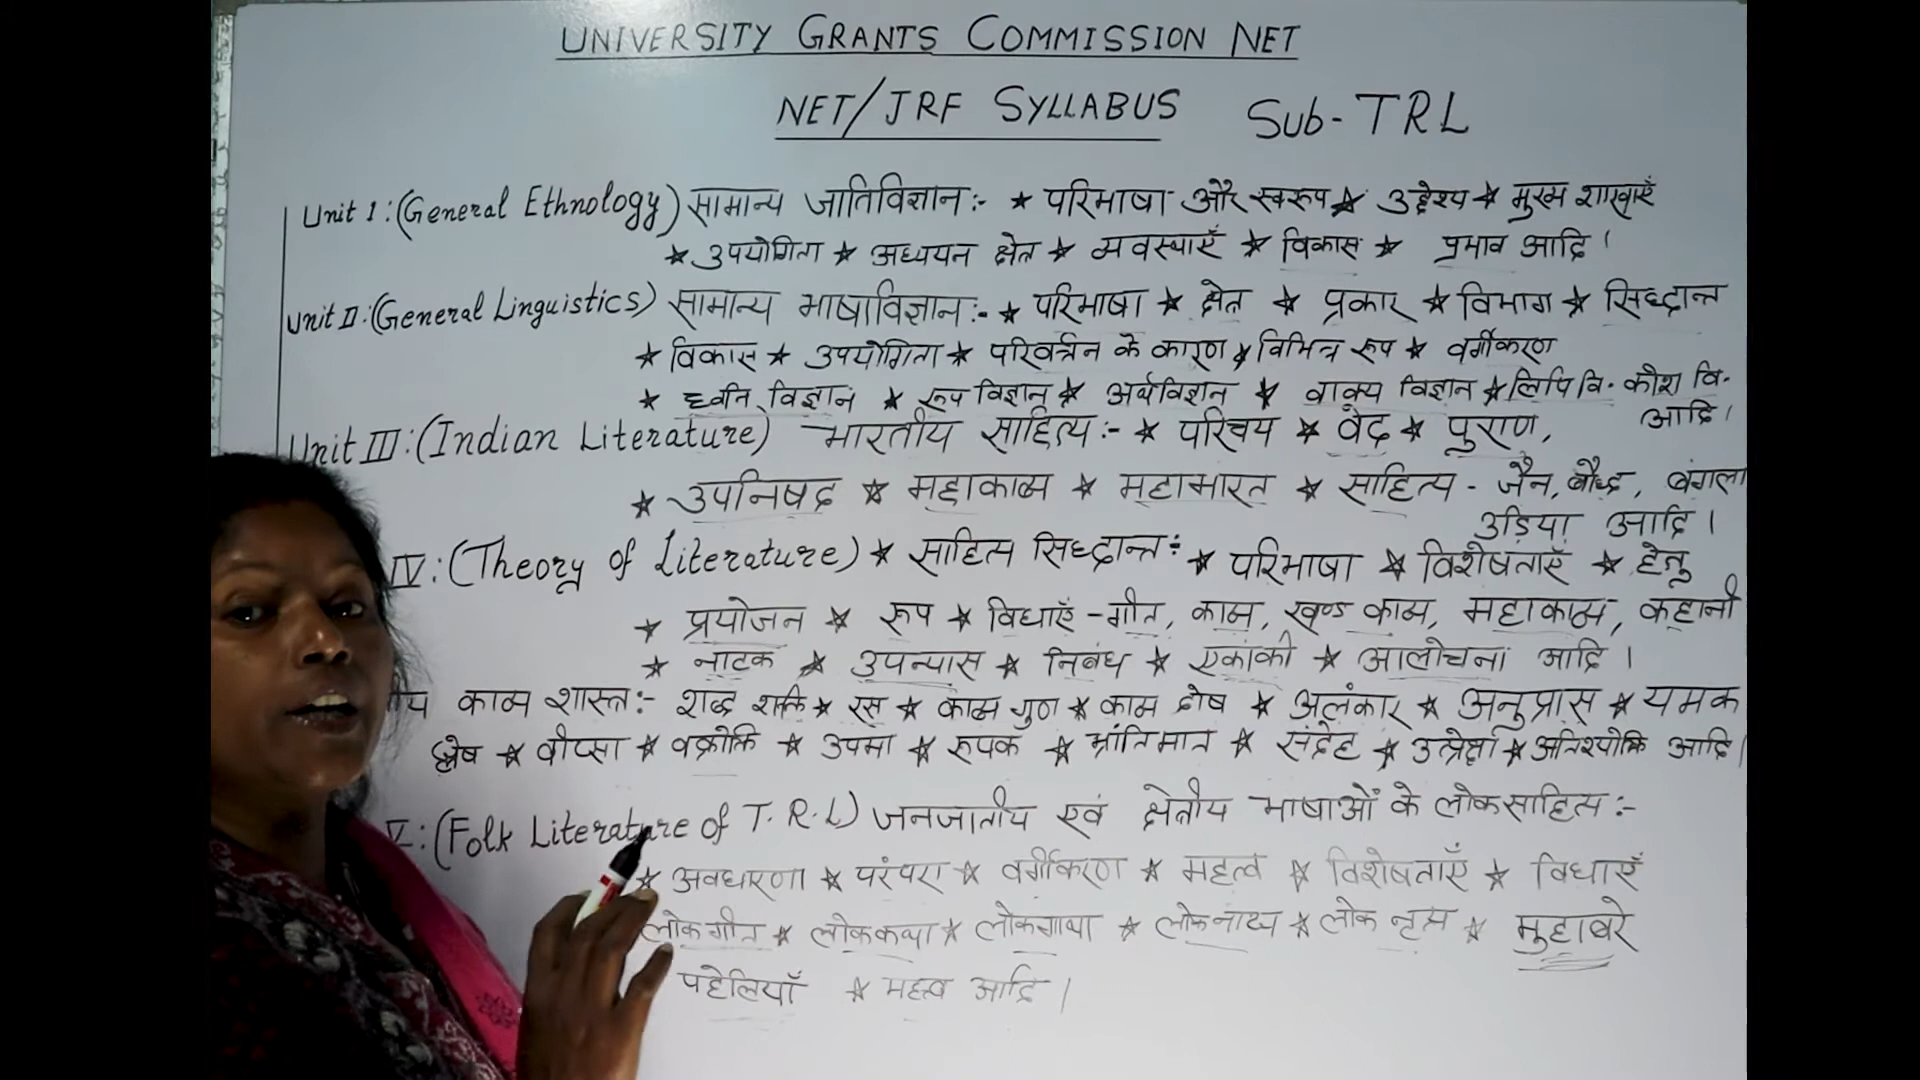 UNIVERSITY GRANTS COMMISSION NET
NET/JRF SYLLABUS Sub-TRL
Unit I:(General Ethnology) सामान्य जातिविज्ञान:- ★ परिभाषा और स्वरूप ★ उद्देश्य ★ मुख्य शाखाएँ
★ उपयोगिता ★ अध्ययन क्षेत्र ★ व्यवस्थाएँ ★ विकास ★ प्रभाव आदि।
Unit II:(General Linguistics) सामान्य भाषाविज्ञान:- ★ परिभाषा ★ क्षेत्र ★ प्रकार ★ विभाग ★ सिध्दान्त
★ विकास ★ उपयोगिता ★ परिवर्त्तन के कारण ★ विभिन्न रूप ★ वर्गीकरण
★ ध्वनि विज्ञान ★ रूप विज्ञान ★ अर्थविज्ञान ★ वाक्य विज्ञान ★ लिपि वि. कोश वि.
आदि।
Unit III:(Indian Literature) भारतीय साहित्य:- ★ परिचय ★ वेद ★ पुराण,
★ उपनिषद ★ महाकाव्य ★ महाभारत ★ साहित्य - जैन, बौध्द, बंगला
उड़िया आदि।
IV:(Theory of Literature) ★ साहित्य सिध्दान्त: ★ परिभाषा ★ विशेषताएँ ★ हेतु
★ प्रयोजन ★ रूप ★ विधाएँ - गीत, काव्य, खण्ड काव्य, महाकाव्य, कहानी
★ नाटक ★ उपन्यास ★ निबंध ★ एकांकी ★ आलोचना आदि।
ीय काव्य शास्त्र:- शब्द शक्ति ★ रस ★ काव्य गुण ★ काव्य दोष ★ अलंकार ★ अनुप्रास ★ यमक
श्लेष ★ वीप्सा ★ वक्रोक्ति ★ उपमा ★ रूपक ★ भ्रांतिमान ★ संदेह ★ उत्प्रेक्षा ★ अतिश्योक्ति आदि।
V:(Folk Literature of T.R.L) जनजातीय एवं क्षेत्रीय भाषाओं के लोकसाहित्य:-
★ अवधारणा ★ परंपरा ★ वर्गीकरण ★ महत्व ★ विशेषताएँ ★ विधाएँ
लोकगीत ★ लोककथा ★ लोकगाथा ★ लोकनाट्य ★ लोक नृत्य ★ मुहावरे
पहेलियाँ ★ महत्व आदि।